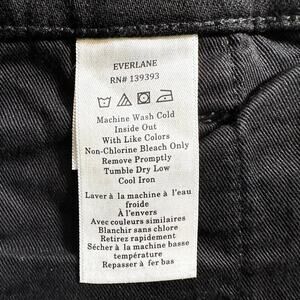 EVERLANE
RN# 139393
Machine Wash Cold
Inside Out
With Like Colors
Non-Chlorine Bleach Only
Remove Promptly
Tumble Dry Low
Cool Iron
Laver à la machine à l'eau
froide
À l'envers
Avec couleurs similaires
Blanchir sans chlore
Retirez rapidement
Sécher à la machine basse
température
Repasser à fer bas